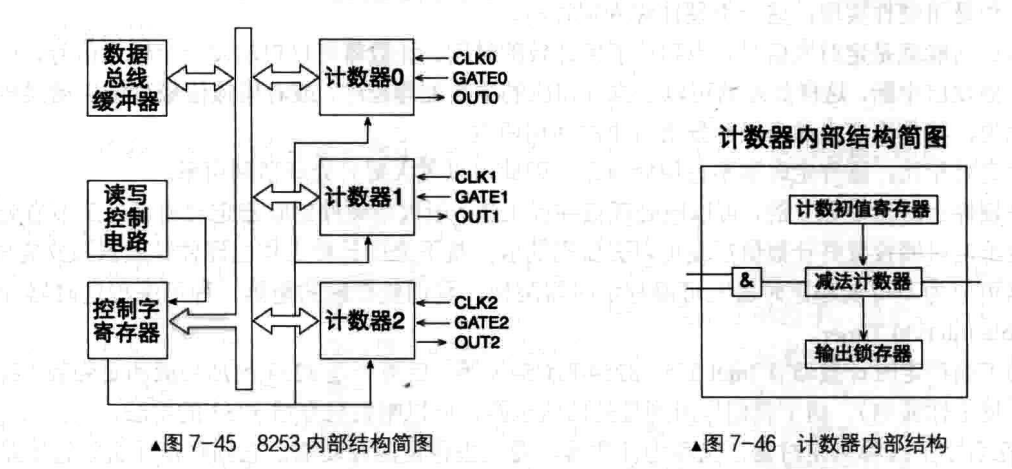 数据
总线
缓冲器
计数器0
CLK0
GATE0
OUT0
读写
控制
电路
计数器1
CLK1
GATE1
OUT1
控制字
寄存器
计数器2
CLK2
GATE2
OUT2
▲图 7-45 8253 内部结构简图
计数器内部结构简图
计数初值寄存器
&
减法计数器
输出锁存器
▲图 7-46 计数器内部结构